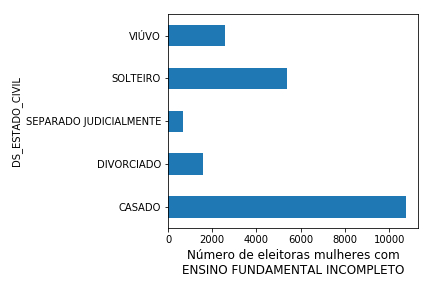 DS_ESTADO_CIVIL
VIÚVO
SOLTEIRO
SEPARADO JUDICIALMENTE
DIVORCIADO
CASADO
0 2000 4000 6000 8000 10000
Número de eleitoras mulheres com
ENSINO FUNDAMENTAL INCOMPLETO